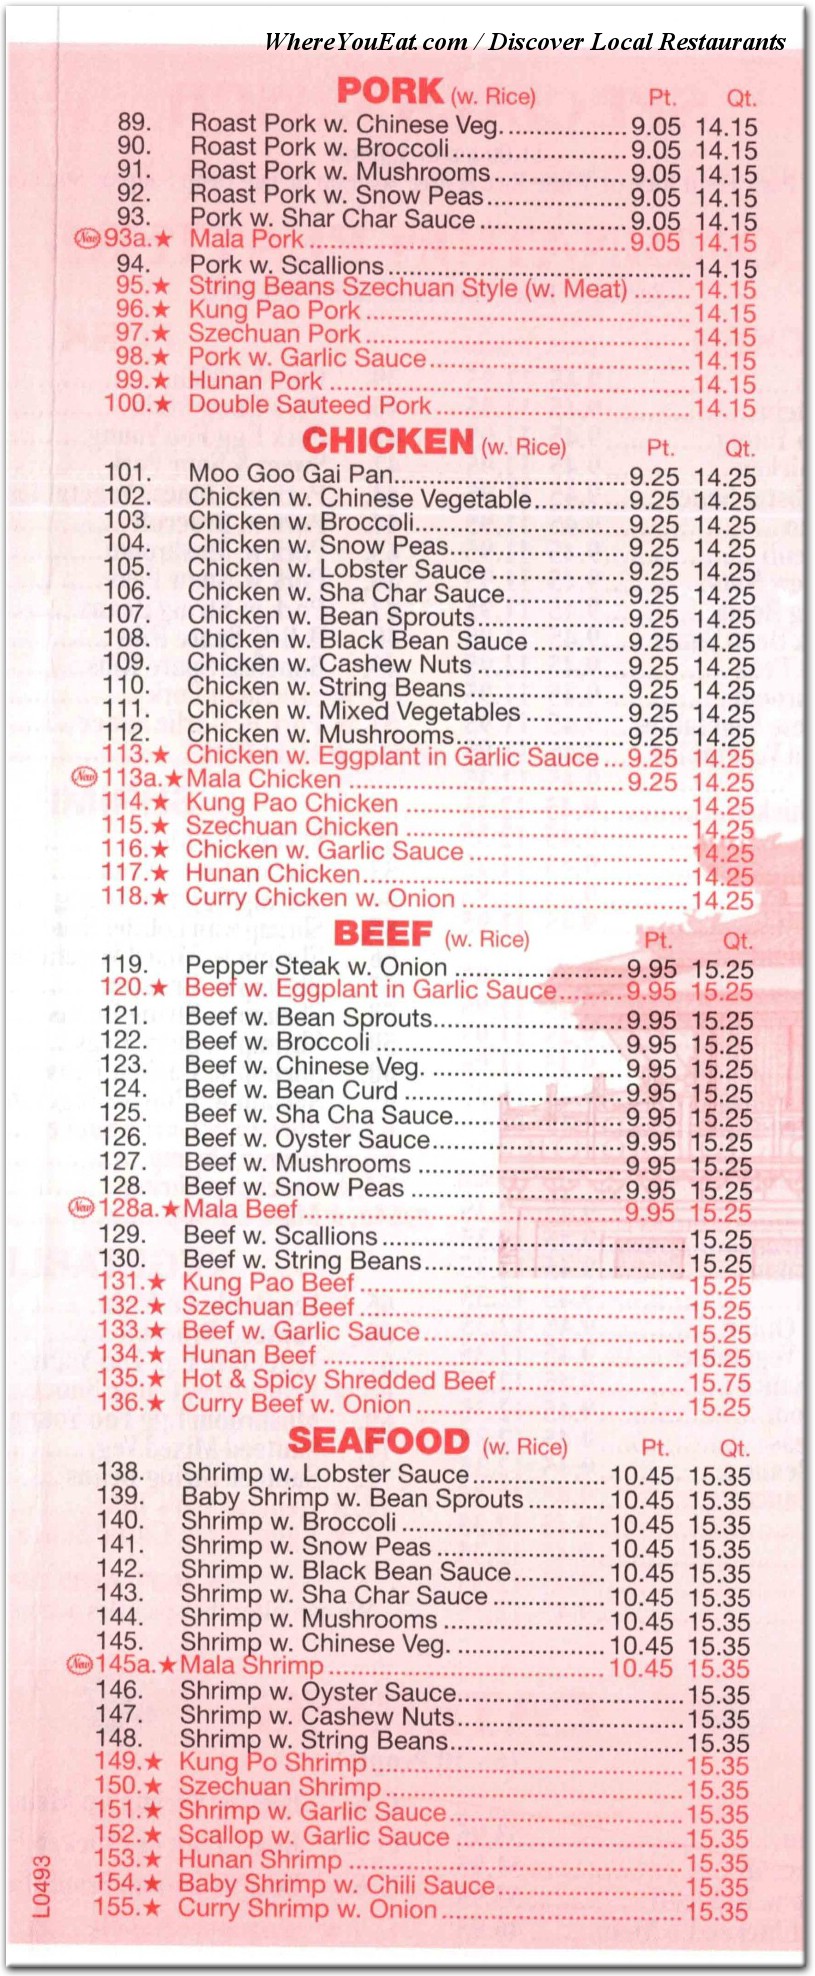 WhereYouEat.com / Discover Local Restaurants
PORK (w. Rice) Pt. Qt.
89. Roast Pork w. Chinese Veg. 9.05 14.15
90. Roast Pork w. Broccoli 9.05 14.15
91. Roast Pork w. Mushrooms 9.05 14.15
92. Roast Pork w. Snow Peas 9.05 14.15
93. Pork w. Shar Char Sauce 9.05 14.15
New 93a.★ Mala Pork 9.05 14.15
94. Pork w. Scallions 14.15
95.★ String Beans Szechuan Style (w. Meat) 14.15
96.★ Kung Pao Pork 14.15
97.★ Szechuan Pork 14.15
98.★ Pork w. Garlic Sauce 14.15
99.★ Hunan Pork 14.15
100.★ Double Sauteed Pork 14.15
CHICKEN (w. Rice) Pt. Qt.
101. Moo Goo Gai Pan 9.25 14.25
102. Chicken w. Chinese Vegetable 9.25 14.25
103. Chicken w. Broccoli 9.25 14.25
104. Chicken w. Snow Peas 9.25 14.25
105. Chicken w. Lobster Sauce 9.25 14.25
106. Chicken w. Sha Char Sauce 9.25 14.25
107. Chicken w. Bean Sprouts 9.25 14.25
108. Chicken w. Black Bean Sauce 9.25 14.25
109. Chicken w. Cashew Nuts 9.25 14.25
110. Chicken w. String Beans 9.25 14.25
111. Chicken w. Mixed Vegetables 9.25 14.25
112. Chicken w. Mushrooms 9.25 14.25
113.★ Chicken w. Eggplant in Garlic Sauce 9.25 14.25
New 113a.★ Mala Chicken 9.25 14.25
114.★ Kung Pao Chicken 14.25
115.★ Szechuan Chicken 14.25
116.★ Chicken w. Garlic Sauce 14.25
117.★ Hunan Chicken 14.25
118.★ Curry Chicken w. Onion 14.25
BEEF (w. Rice) Pt. Qt.
119. Pepper Steak w. Onion 9.95 15.25
120.★ Beef w. Eggplant in Garlic Sauce 9.95 15.25
121. Beef w. Bean Sprouts 9.95 15.25
122. Beef w. Broccoli 9.95 15.25
123. Beef w. Chinese Veg. 9.95 15.25
124. Beef w. Bean Curd 9.95 15.25
125. Beef w. Sha Cha Sauce 9.95 15.25
126. Beef w. Oyster Sauce 9.95 15.25
127. Beef w. Mushrooms 9.95 15.25
128. Beef w. Snow Peas 9.95 15.25
New 128a.★ Mala Beef 9.95 15.25
129. Beef w. Scallions 15.25
130. Beef w. String Beans 15.25
131.★ Kung Pao Beef 15.25
132.★ Szechuan Beef 15.25
133.★ Beef w. Garlic Sauce 15.25
134.★ Hunan Beef 15.25
135.★ Hot & Spicy Shredded Beef 15.75
136.★ Curry Beef w. Onion 15.25
SEAFOOD (w. Rice) Pt. Qt.
138. Shrimp w. Lobster Sauce 10.45 15.35
139. Baby Shrimp w. Bean Sprouts 10.45 15.35
140. Shrimp w. Broccoli 10.45 15.35
141. Shrimp w. Snow Peas 10.45 15.35
142. Shrimp w. Black Bean Sauce 10.45 15.35
143. Shrimp w. Sha Char Sauce 10.45 15.35
144. Shrimp w. Mushrooms 10.45 15.35
145. Shrimp w. Chinese Veg. 10.45 15.35
New 145a.★ Mala Shrimp 10.45 15.35
146. Shrimp w. Oyster Sauce 15.35
147. Shrimp w. Cashew Nuts 15.35
148. Shrimp w. String Beans 15.35
149.★ Kung Po Shrimp 15.35
150.★ Szechuan Shrimp 15.35
151.★ Shrimp w. Garlic Sauce 15.35
152.★ Scallop w. Garlic Sauce 15.35
153.★ Hunan Shrimp 15.35
154.★ Baby Shrimp w. Chili Sauce 15.35
155.★ Curry Shrimp w. Onion 15.35
L0493